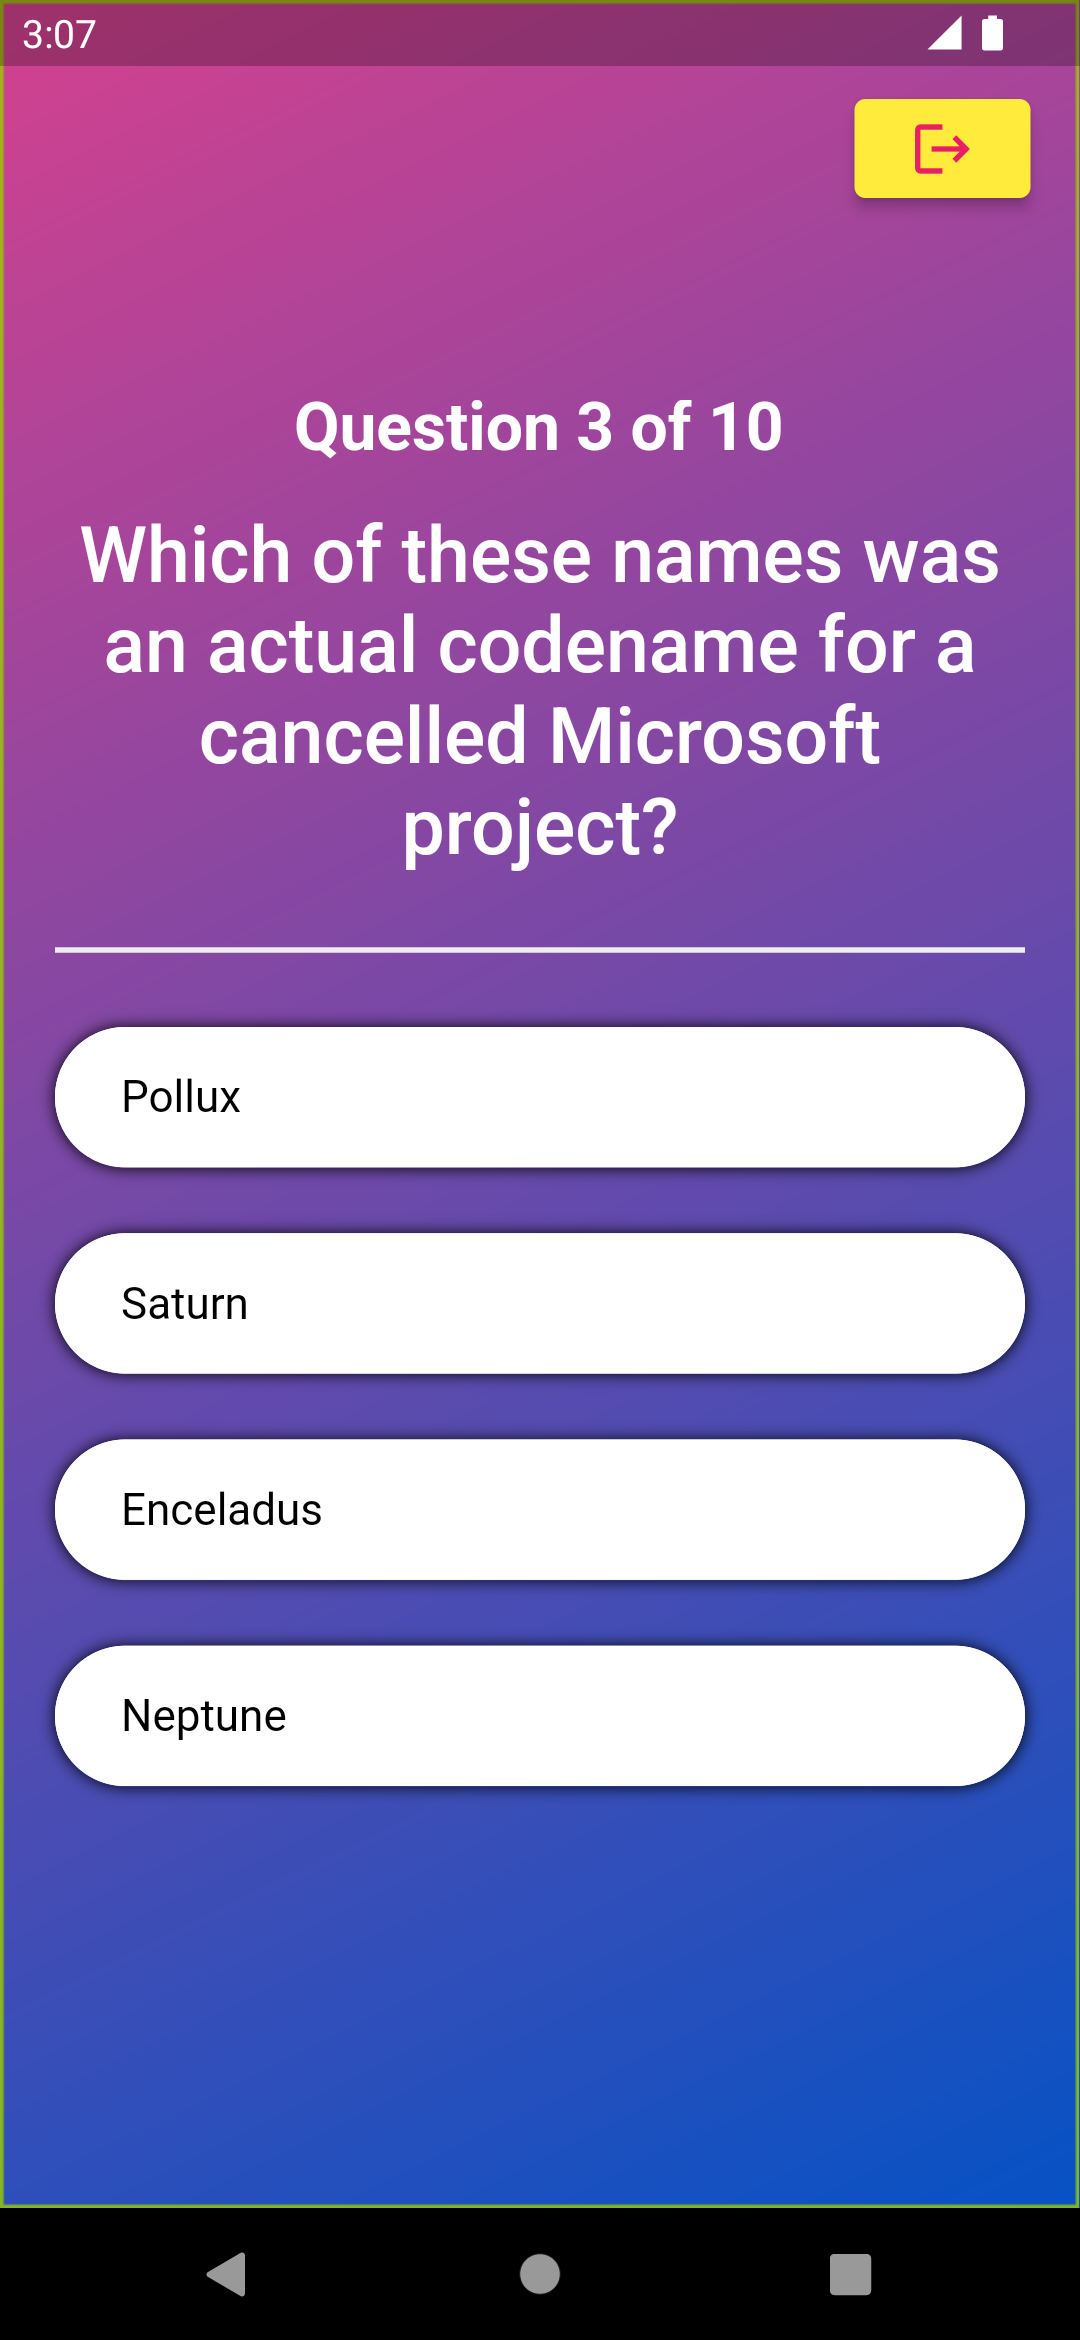 3:07
Question 3 of 10
Which of these names was
an actual codename for a
cancelled Microsoft
project?
Pollux
Saturn
Enceladus
Neptune